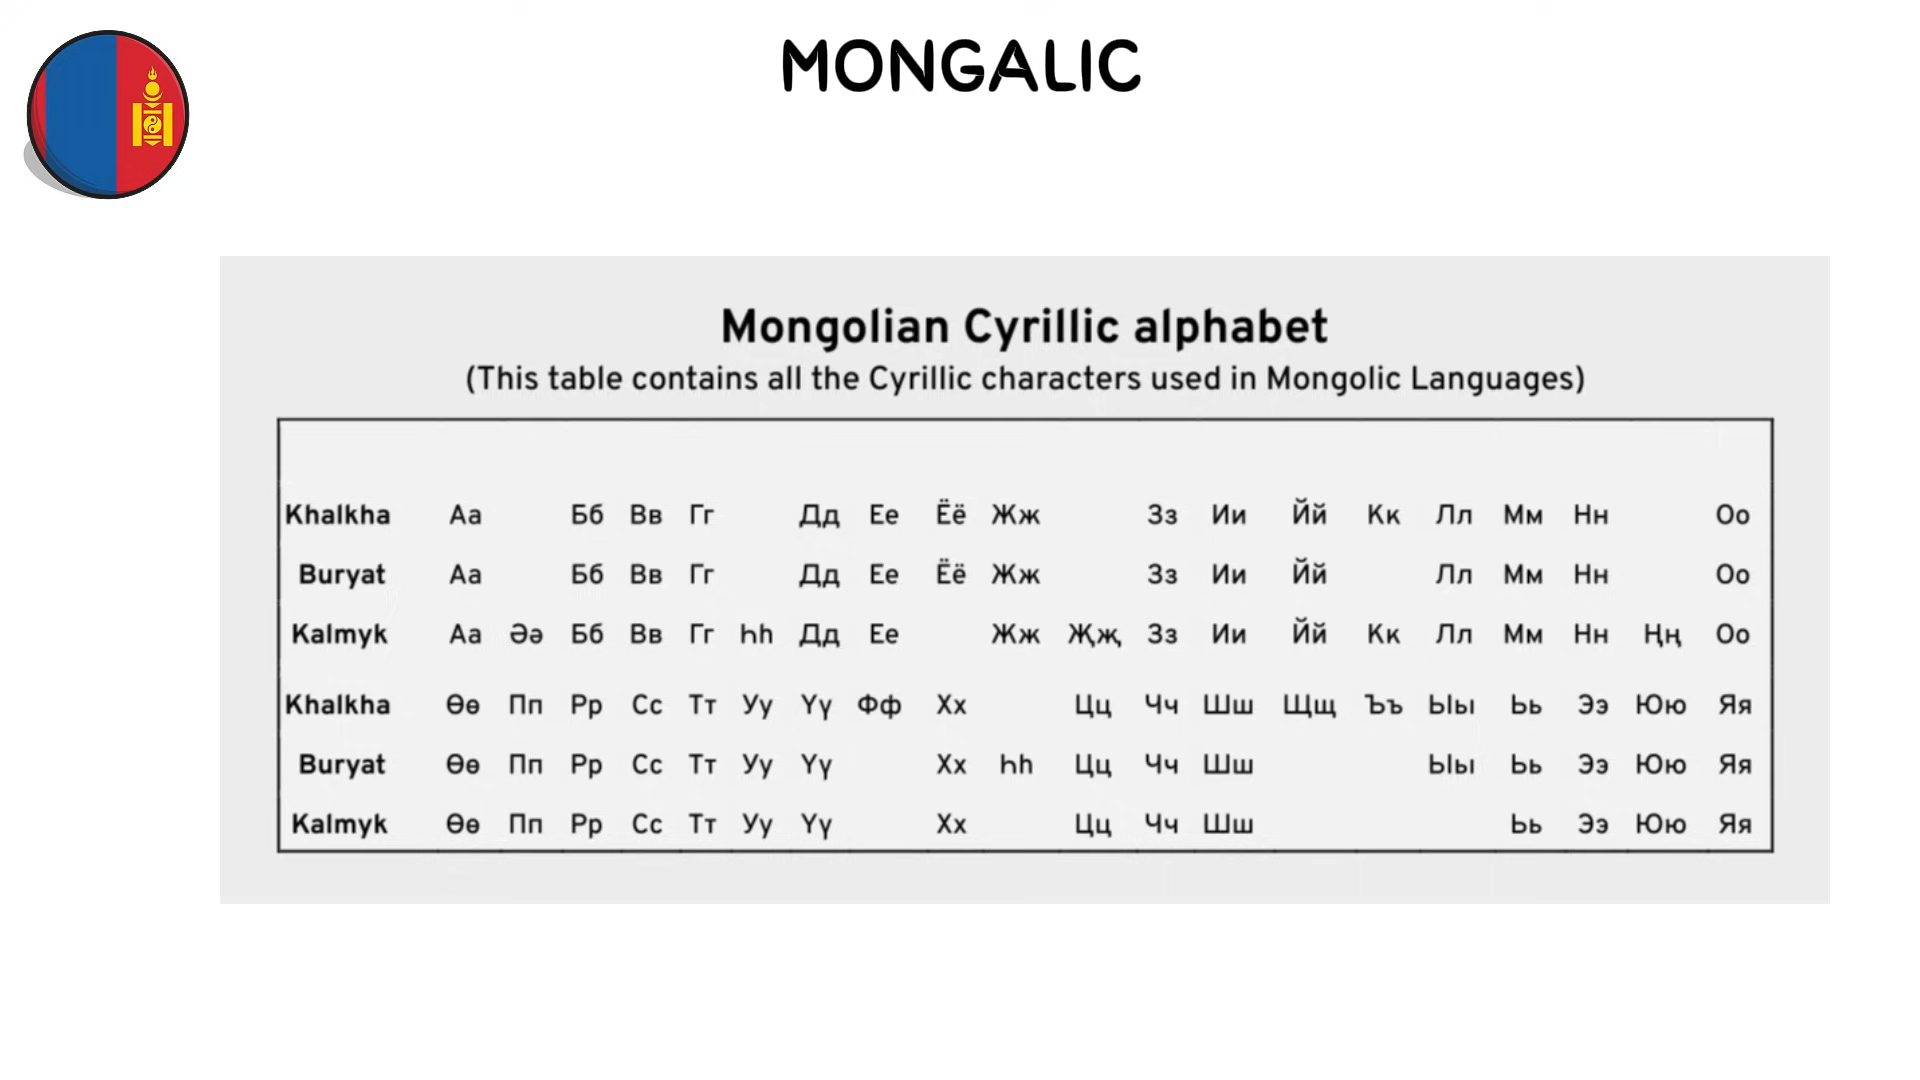 MONGALIC
Mongolian Cyrillic alphabet
(This table contains all the Cyrillic characters used in Mongolic Languages)
Khalkha Аа Бб Вв Гг Дд Ее Ёё Жж Зз Ии Йй Кк Лл Мм Нн Оо
Buryat Аа Бб Вв Гг Дд Ее Ёё Жж Зз Ии Йй Лл Мм Нн Оо
Kalmyk Аа Әә Бб Вв Гг Һһ Дд Ее Жж Җҗ Зз Ии Йй Кк Лл Мм Нн Ңң Оо
Khalkha Өө Пп Рр Сс Тт Уу Үү Фф Хх Цц Чч Шш Щщ Ъъ Ыы Ьь Ээ Юю Яя
Buryat Өө Пп Рр Сс Тт Уу Үү Хх Һһ Цц Чч Шш Ыы Ьь Ээ Юю Яя
Kalmyk Өө Пп Рр Сс Тт Уу Үү Хх Цц Чч Шш Ьь Ээ Юю Яя